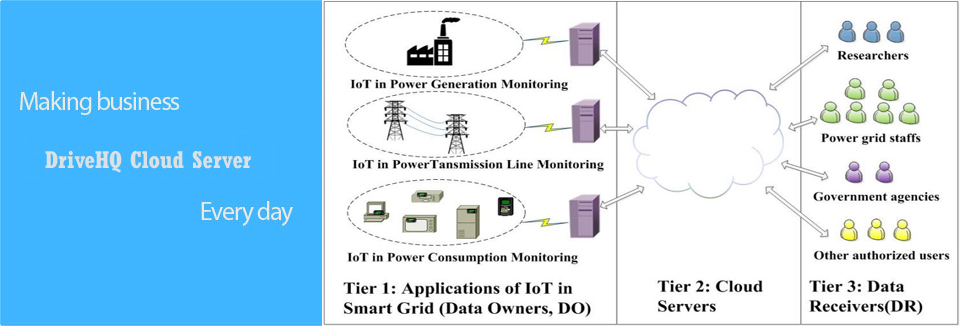 Making business
DriveHQ Cloud Server
Every day
IoT in Power Generation Monitoring
IoT in PowerTansmission Line Monitoring
IoT in Power Consumption Monitoring
Tier 1: Applications of IoT in
Smart Grid (Data Owners, DO)
Tier 2: Cloud
Servers
Researchers
Power grid staffs
Government agencies
Other authorized users
Tier 3: Data
Receivers(DR)